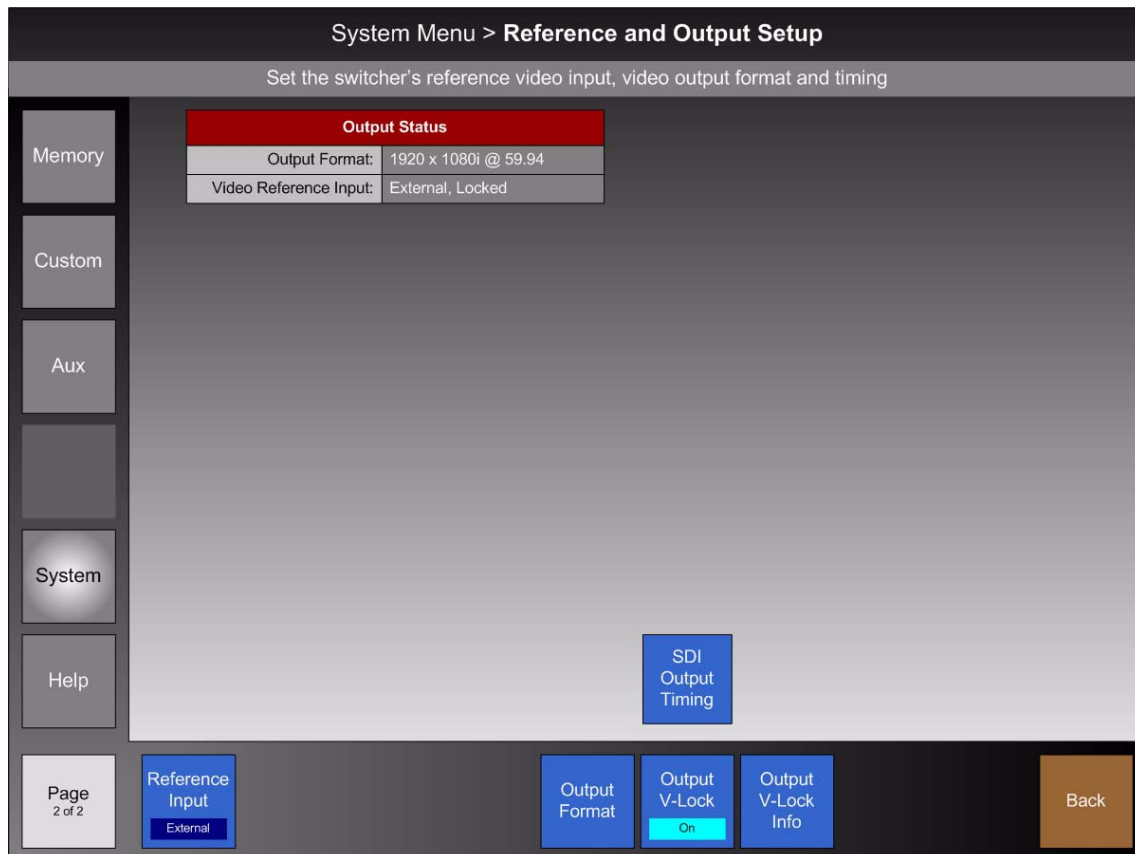 System Menu > Reference and Output Setup
Set the switcher's reference video input, video output format and timing
Memory
Custom
Aux
System
Help
Output Status
Output Format: 1920 x 1080i @ 59.94
Video Reference Input: External, Locked
SDI
Output
Timing
Page
2 of 2
Reference
Input
External
Output
Format
Output
V-Lock
On
Output
V-Lock
Info
Back